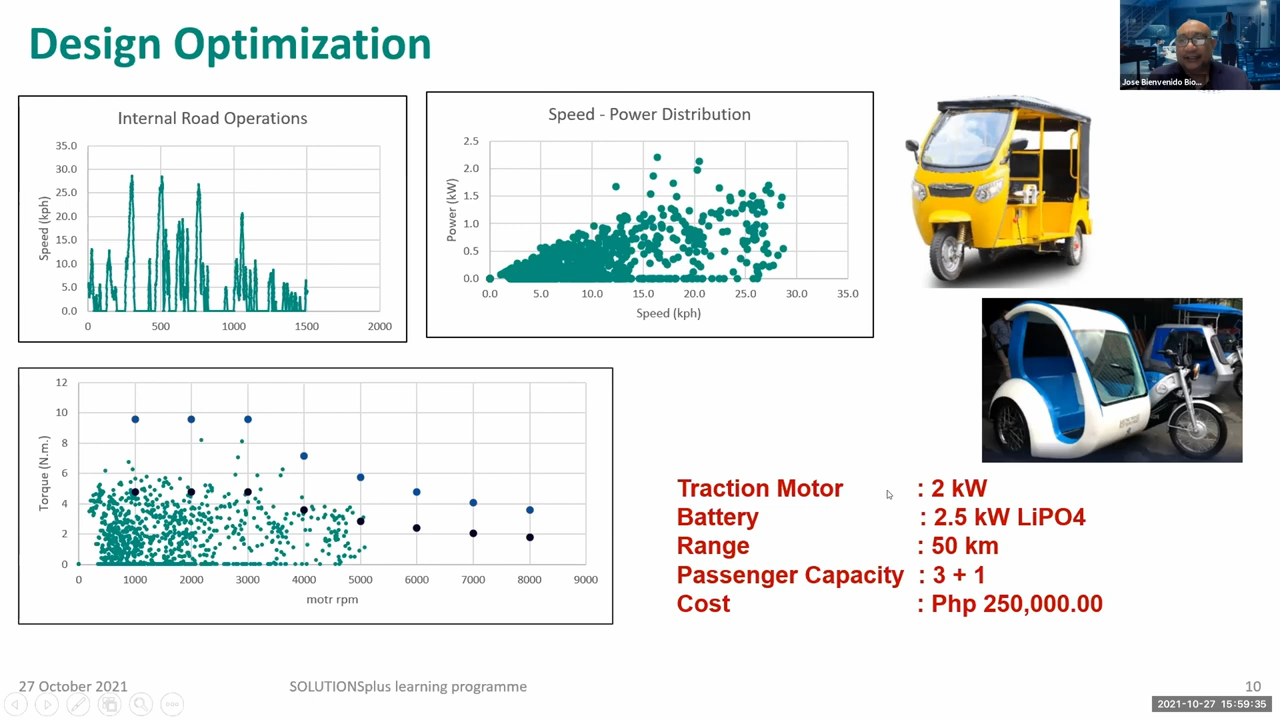 Design Optimization
Jose Bienvenido Bio...
Internal Road Operations
Speed (kph)
35.0
30.0
25.0
20.0
15.0
10.0
5.0
0.0
0 500 1000 1500 2000
Speed - Power Distribution
Power (kW)
2.5
2.0
1.5
1.0
0.5
0.0
0.0 5.0 10.0 15.0 20.0 25.0 30.0 35.0
Speed (kph)
Torque (N.m.)
12
10
8
6
4
2
0
0 1000 2000 3000 4000 5000 6000 7000 8000 9000
motr rpm
Traction Motor : 2 kW
Battery : 2.5 kW LiPO4
Range : 50 km
Passenger Capacity : 3 + 1
Cost : Php 250,000.00
27 October 2021 SOLUTIONSplus learning programme 10
2021-10-27 15:59:35